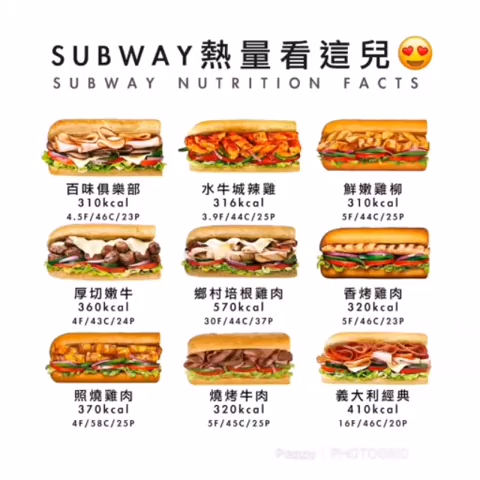 SUBWAY熱量看這兒😍
SUBWAY NUTRITION FACTS
百味俱樂部
310kcal
4.5F/46C/23P
水牛城辣雞
316kcal
3.9F/44C/25P
鮮嫩雞柳
310kcal
5F/44C/25P
厚切嫩牛
360kcal
4F/43C/24P
鄉村培根雞肉
570kcal
30F/44C/37P
香烤雞肉
320kcal
5F/46C/23P
照燒雞肉
370kcal
4F/58C/25P
燒烤牛肉
320kcal
5F/45C/25P
義大利經典
410kcal
16F/46C/20P